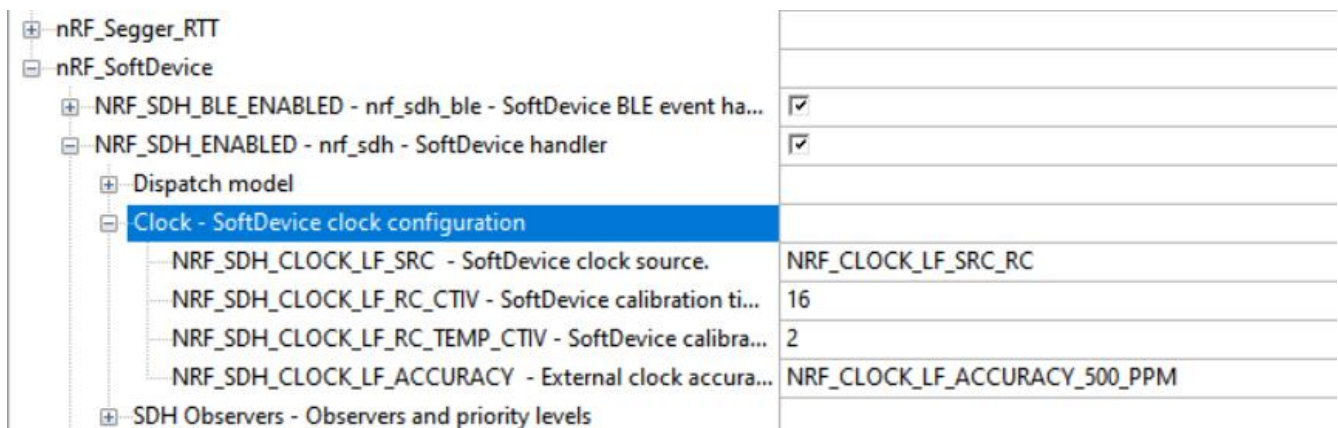 nRF_Segger_RTT
nRF_SoftDevice
NRF_SDH_BLE_ENABLED - nrf_sdh_ble - SoftDevice BLE event ha...
NRF_SDH_ENABLED - nrf_sdh - SoftDevice handler
Dispatch model
Clock - SoftDevice clock configuration
NRF_SDH_CLOCK_LF_SRC - SoftDevice clock source. NRF_CLOCK_LF_SRC_RC
NRF_SDH_CLOCK_LF_RC_CTIV - SoftDevice calibration ti... 16
NRF_SDH_CLOCK_LF_RC_TEMP_CTIV - SoftDevice calibra... 2
NRF_SDH_CLOCK_LF_ACCURACY - External clock accura... NRF_CLOCK_LF_ACCURACY_500_PPM
SDH Observers - Observers and priority levels